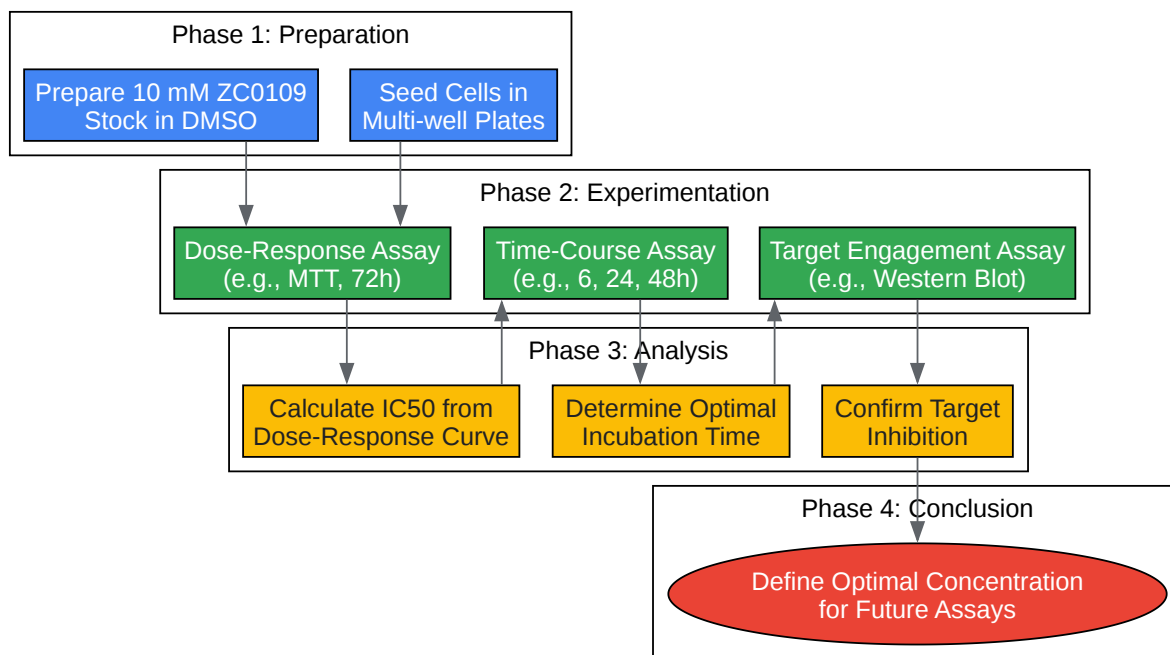 Phase 1: Preparation
Prepare 10 mM ZC0109
Stock in DMSO
Seed Cells in
Multi-well Plates
Phase 2: Experimentation
Dose-Response Assay
(e.g., MTT, 72h)
Time-Course Assay
(e.g., 6, 24, 48h)
Target Engagement Assay
(e.g., Western Blot)
Phase 3: Analysis
Calculate IC50 from
Dose-Response Curve
Determine Optimal
Incubation Time
Confirm Target
Inhibition
Phase 4: Conclusion
Define Optimal Concentration
for Future Assays